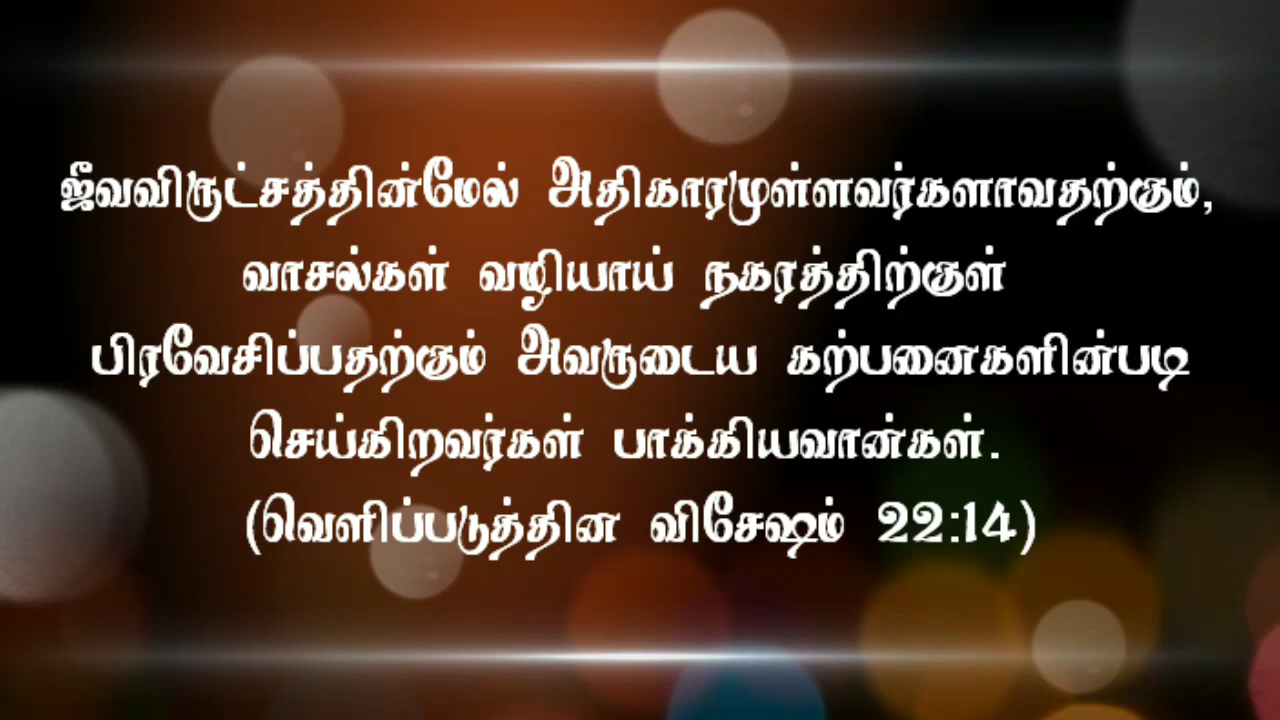 ஜீவவிருட்சத்தின்மேல் அதிகாரமுள்ளவர்களாவதற்கும்,
வாசல்கள் வழியாய் நகரத்திற்குள்
பிரவேசிப்பதற்கும் அவருடைய கற்பனைகளின்படி
செய்கிறவர்கள் பாக்கியவான்கள்.
(வெளிப்படுத்தின விசேஷம் 22:14)